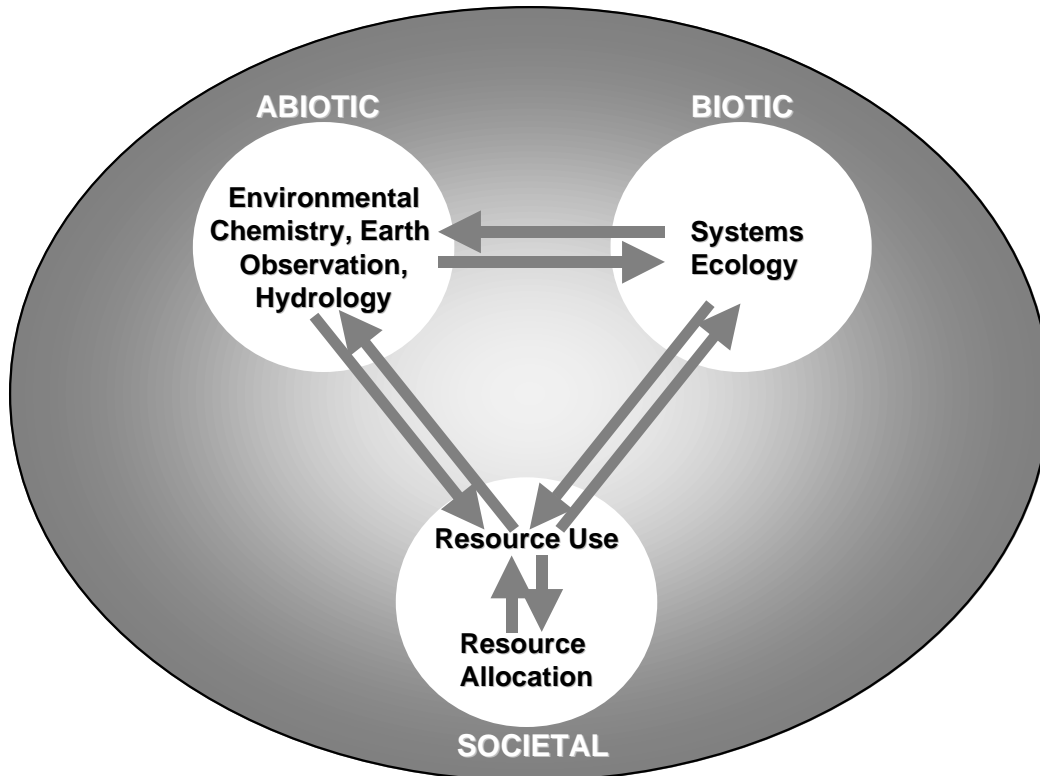 ABIOTIC
BIOTIC
Environmental
Chemistry, Earth
Observation,
Hydrology
Systems
Ecology
Resource Use
Resource
Allocation
SOCIETAL